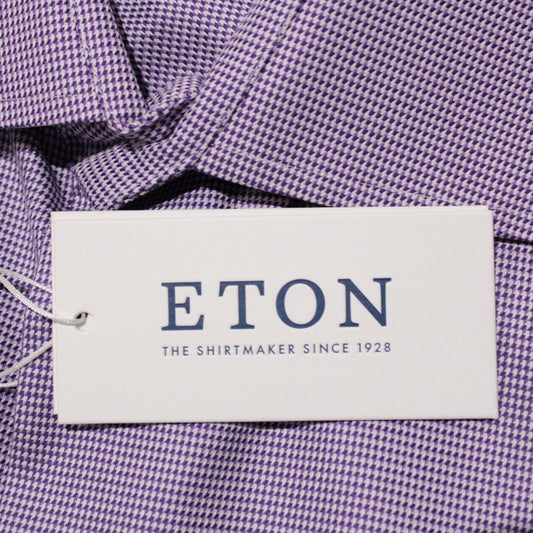 ETON
THE SHIRTMAKER SINCE 1928